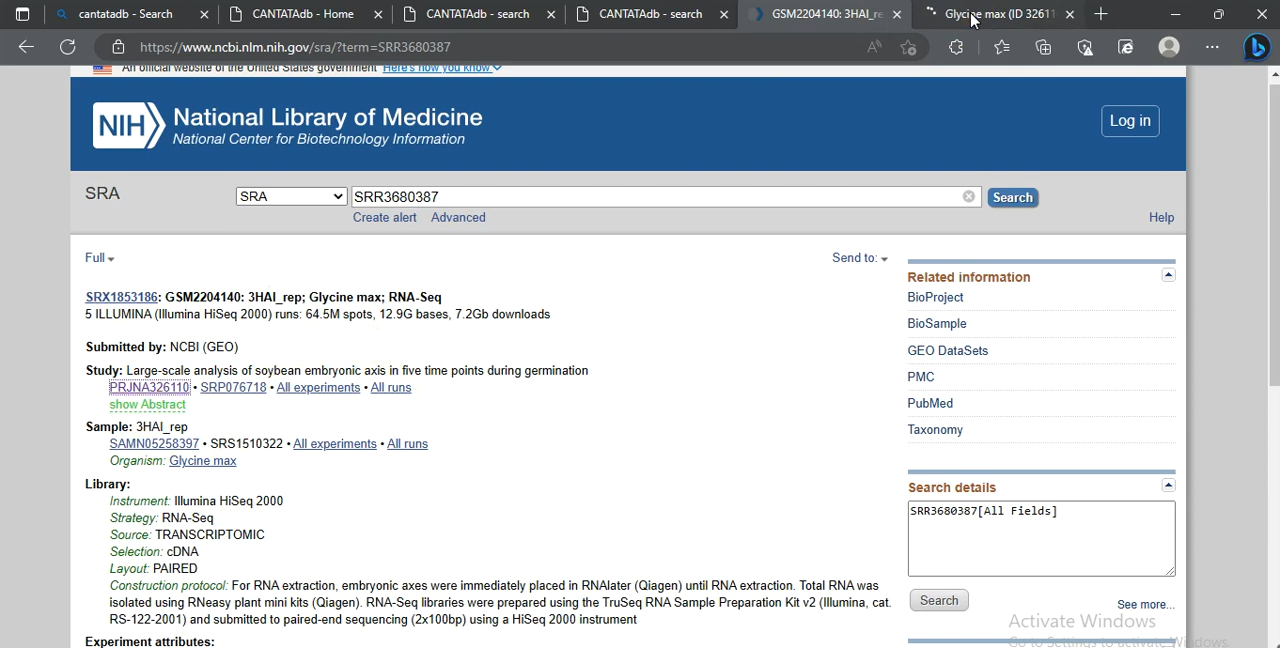 cantatadb - Search
CANTATAdb - Home
CANTATAdb - search
CANTATAdb - search
GSM2204140: 3HAI_re
Glycine max (ID 32611
https://www.ncbi.nlm.nih.gov/sra/?term=SRR3680387
An official website of the United States government Here's how you know
NIH National Library of Medicine
National Center for Biotechnology Information
Log in
SRA
SRA
SRR3680387
Search
Create alert Advanced
Help
Full
Send to:
SRX1853186: GSM2204140: 3HAI_rep; Glycine max; RNA-Seq
5 ILLUMINA (Illumina HiSeq 2000) runs: 64.5M spots, 12.9G bases, 7.2Gb downloads
Submitted by: NCBI (GEO)
Study: Large-scale analysis of soybean embryonic axis in five time points during germination
PRJNA326110 • SRP076718 • All experiments • All runs
show Abstract
Sample: 3HAI_rep
SAMN05258397 • SRS1510322 • All experiments • All runs
Organism: Glycine max
Library:
Instrument: Illumina HiSeq 2000
Strategy: RNA-Seq
Source: TRANSCRIPTOMIC
Selection: cDNA
Layout: PAIRED
Construction protocol: For RNA extraction, embryonic axes were immediately placed in RNAlater (Qiagen) until RNA extraction. Total RNA was
isolated using RNeasy plant mini kits (Qiagen). RNA-Seq libraries were prepared using the TruSeq RNA Sample Preparation Kit v2 (Illumina, cat.
RS-122-2001) and submitted to paired-end sequencing (2x100bp) using a HiSeq 2000 instrument
Experiment attributes:
Related information
BioProject
BioSample
GEO DataSets
PMC
PubMed
Taxonomy
Search details
SRR3680387[All Fields]
Search
See more...
Activate Windows
Go to Settings to activate Windows.